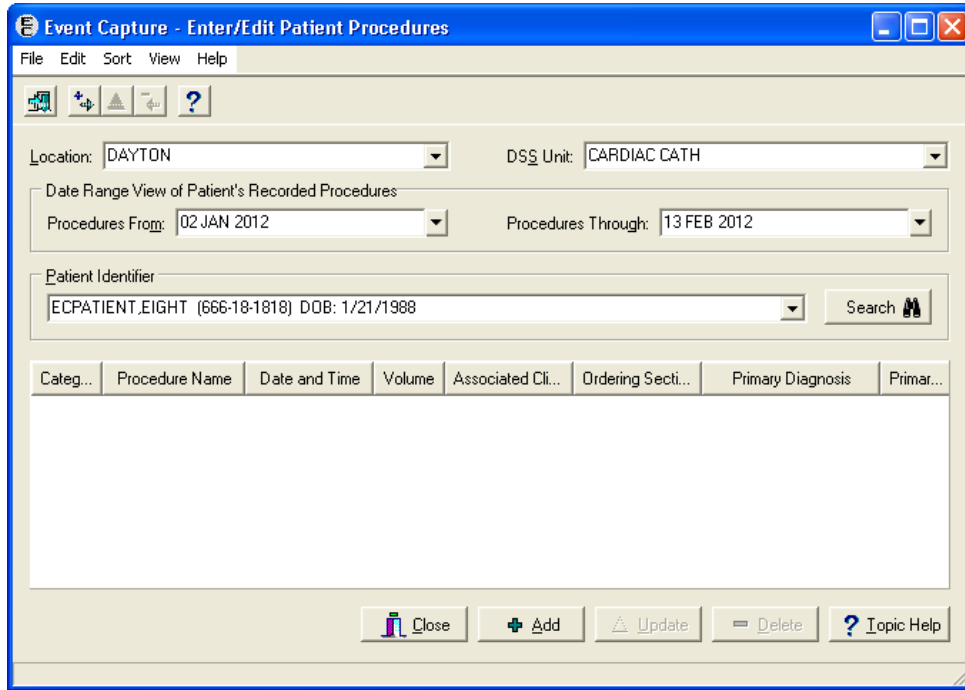 Event Capture - Enter/Edit Patient Procedures
File Edit Sort View Help
Location: DAYTON DSS Unit: CARDIAC CATH
Date Range View of Patient's Recorded Procedures
Procedures From: 02 JAN 2012 Procedures Through: 13 FEB 2012
Patient Identifier
ECPATIENT,EIGHT (666-18-1818) DOB: 1/21/1988 Search
Categ... Procedure Name Date and Time Volume Associated Cli... Ordering Secti... Primary Diagnosis Primar...
Close Add Update Delete ? Topic Help